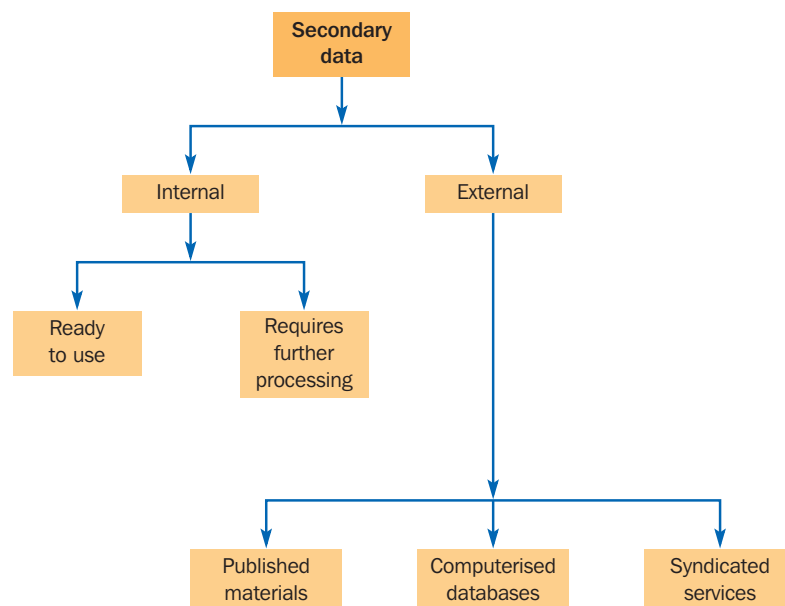 Secondary
data
Internal
External
Ready
to use
Requires
further
processing
Published
materials
Computerised
databases
Syndicated
services